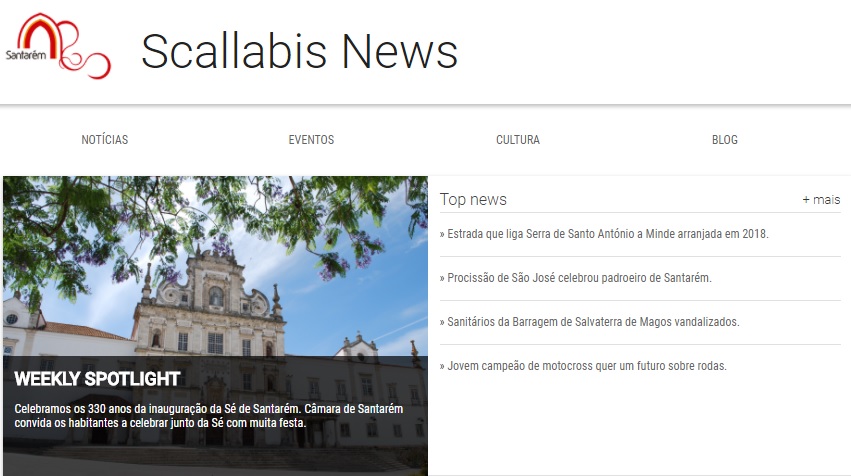 Santarém
Scallabis News
NOTÍCIAS
EVENTOS
CULTURA
BLOG
WEEKLY SPOTLIGHT
Celebramos os 330 anos da inauguração da Sé de Santarém. Câmara de Santarém
convida os habitantes a celebrar junto da Sé com muita festa.
Top news
+ mais
» Estrada que liga Serra de Santo António a Minde arranjada em 2018.
» Procissão de São José celebrou padroeiro de Santarém.
» Sanitários da Barragem de Salvaterra de Magos vandalizados.
» Jovem campeão de motocross quer um futuro sobre rodas.